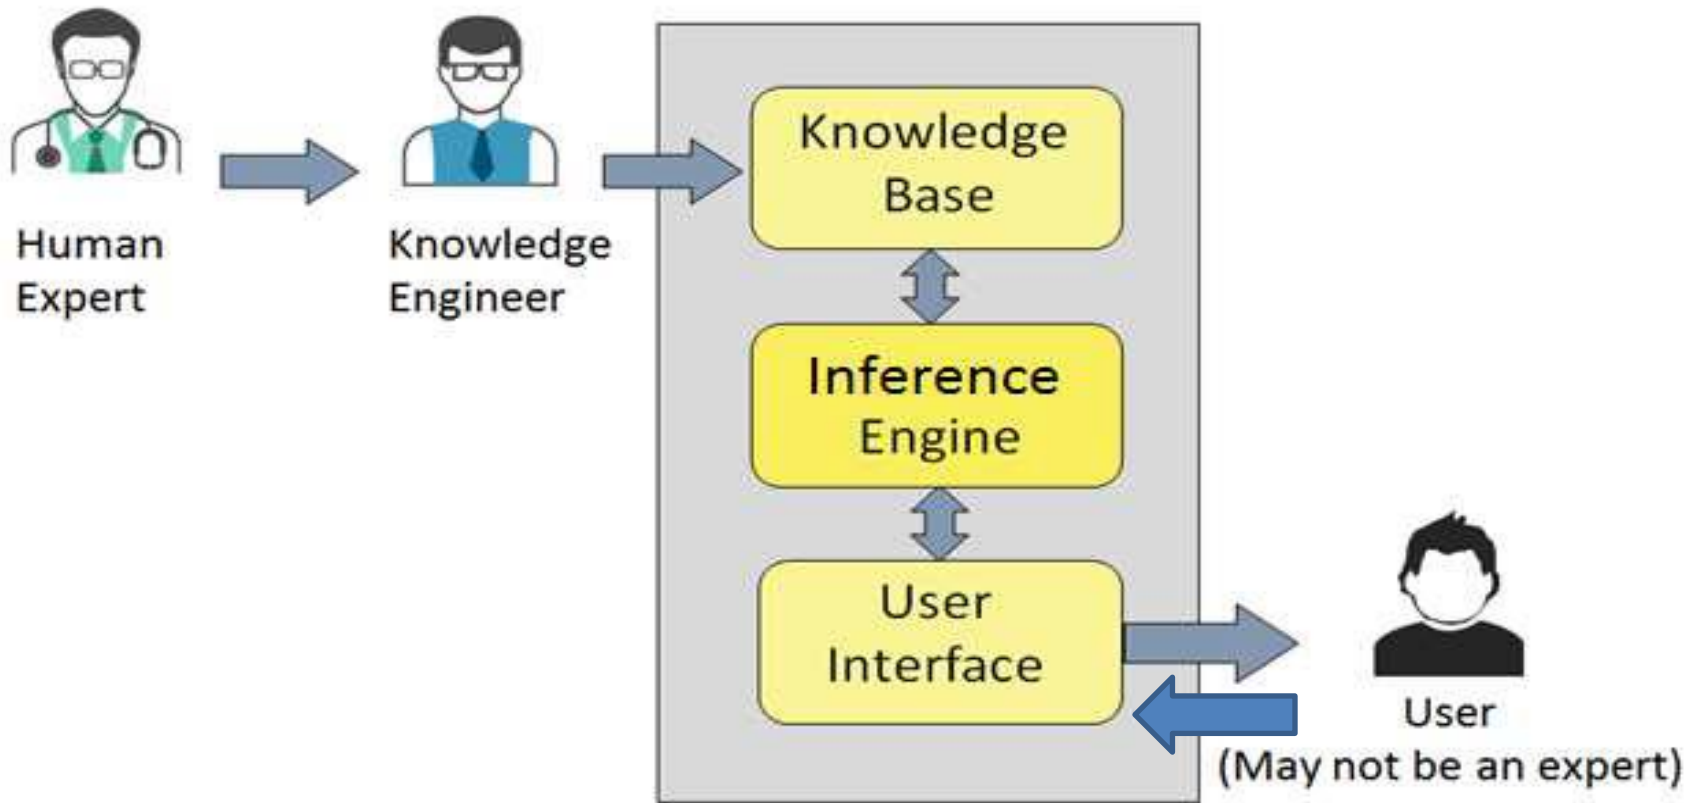 Human
Expert
Knowledge
Engineer
Knowledge
Base
Inference
Engine
User
Interface
User
(May not be an expert)